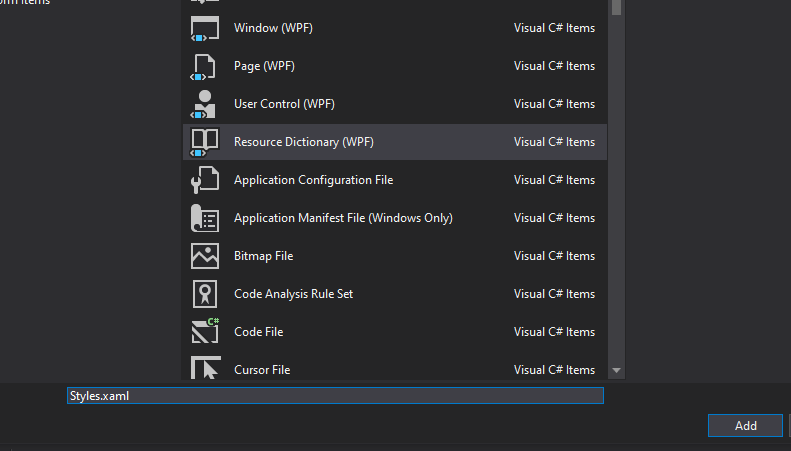 Window (WPF) Visual C# Items
Page (WPF) Visual C# Items
User Control (WPF) Visual C# Items
Resource Dictionary (WPF) Visual C# Items
Application Configuration File Visual C# Items
Application Manifest File (Windows Only) Visual C# Items
Bitmap File Visual C# Items
Code Analysis Rule Set Visual C# Items
C# Code File Visual C# Items
Cursor File Visual C# Items
Styles.xaml
Add